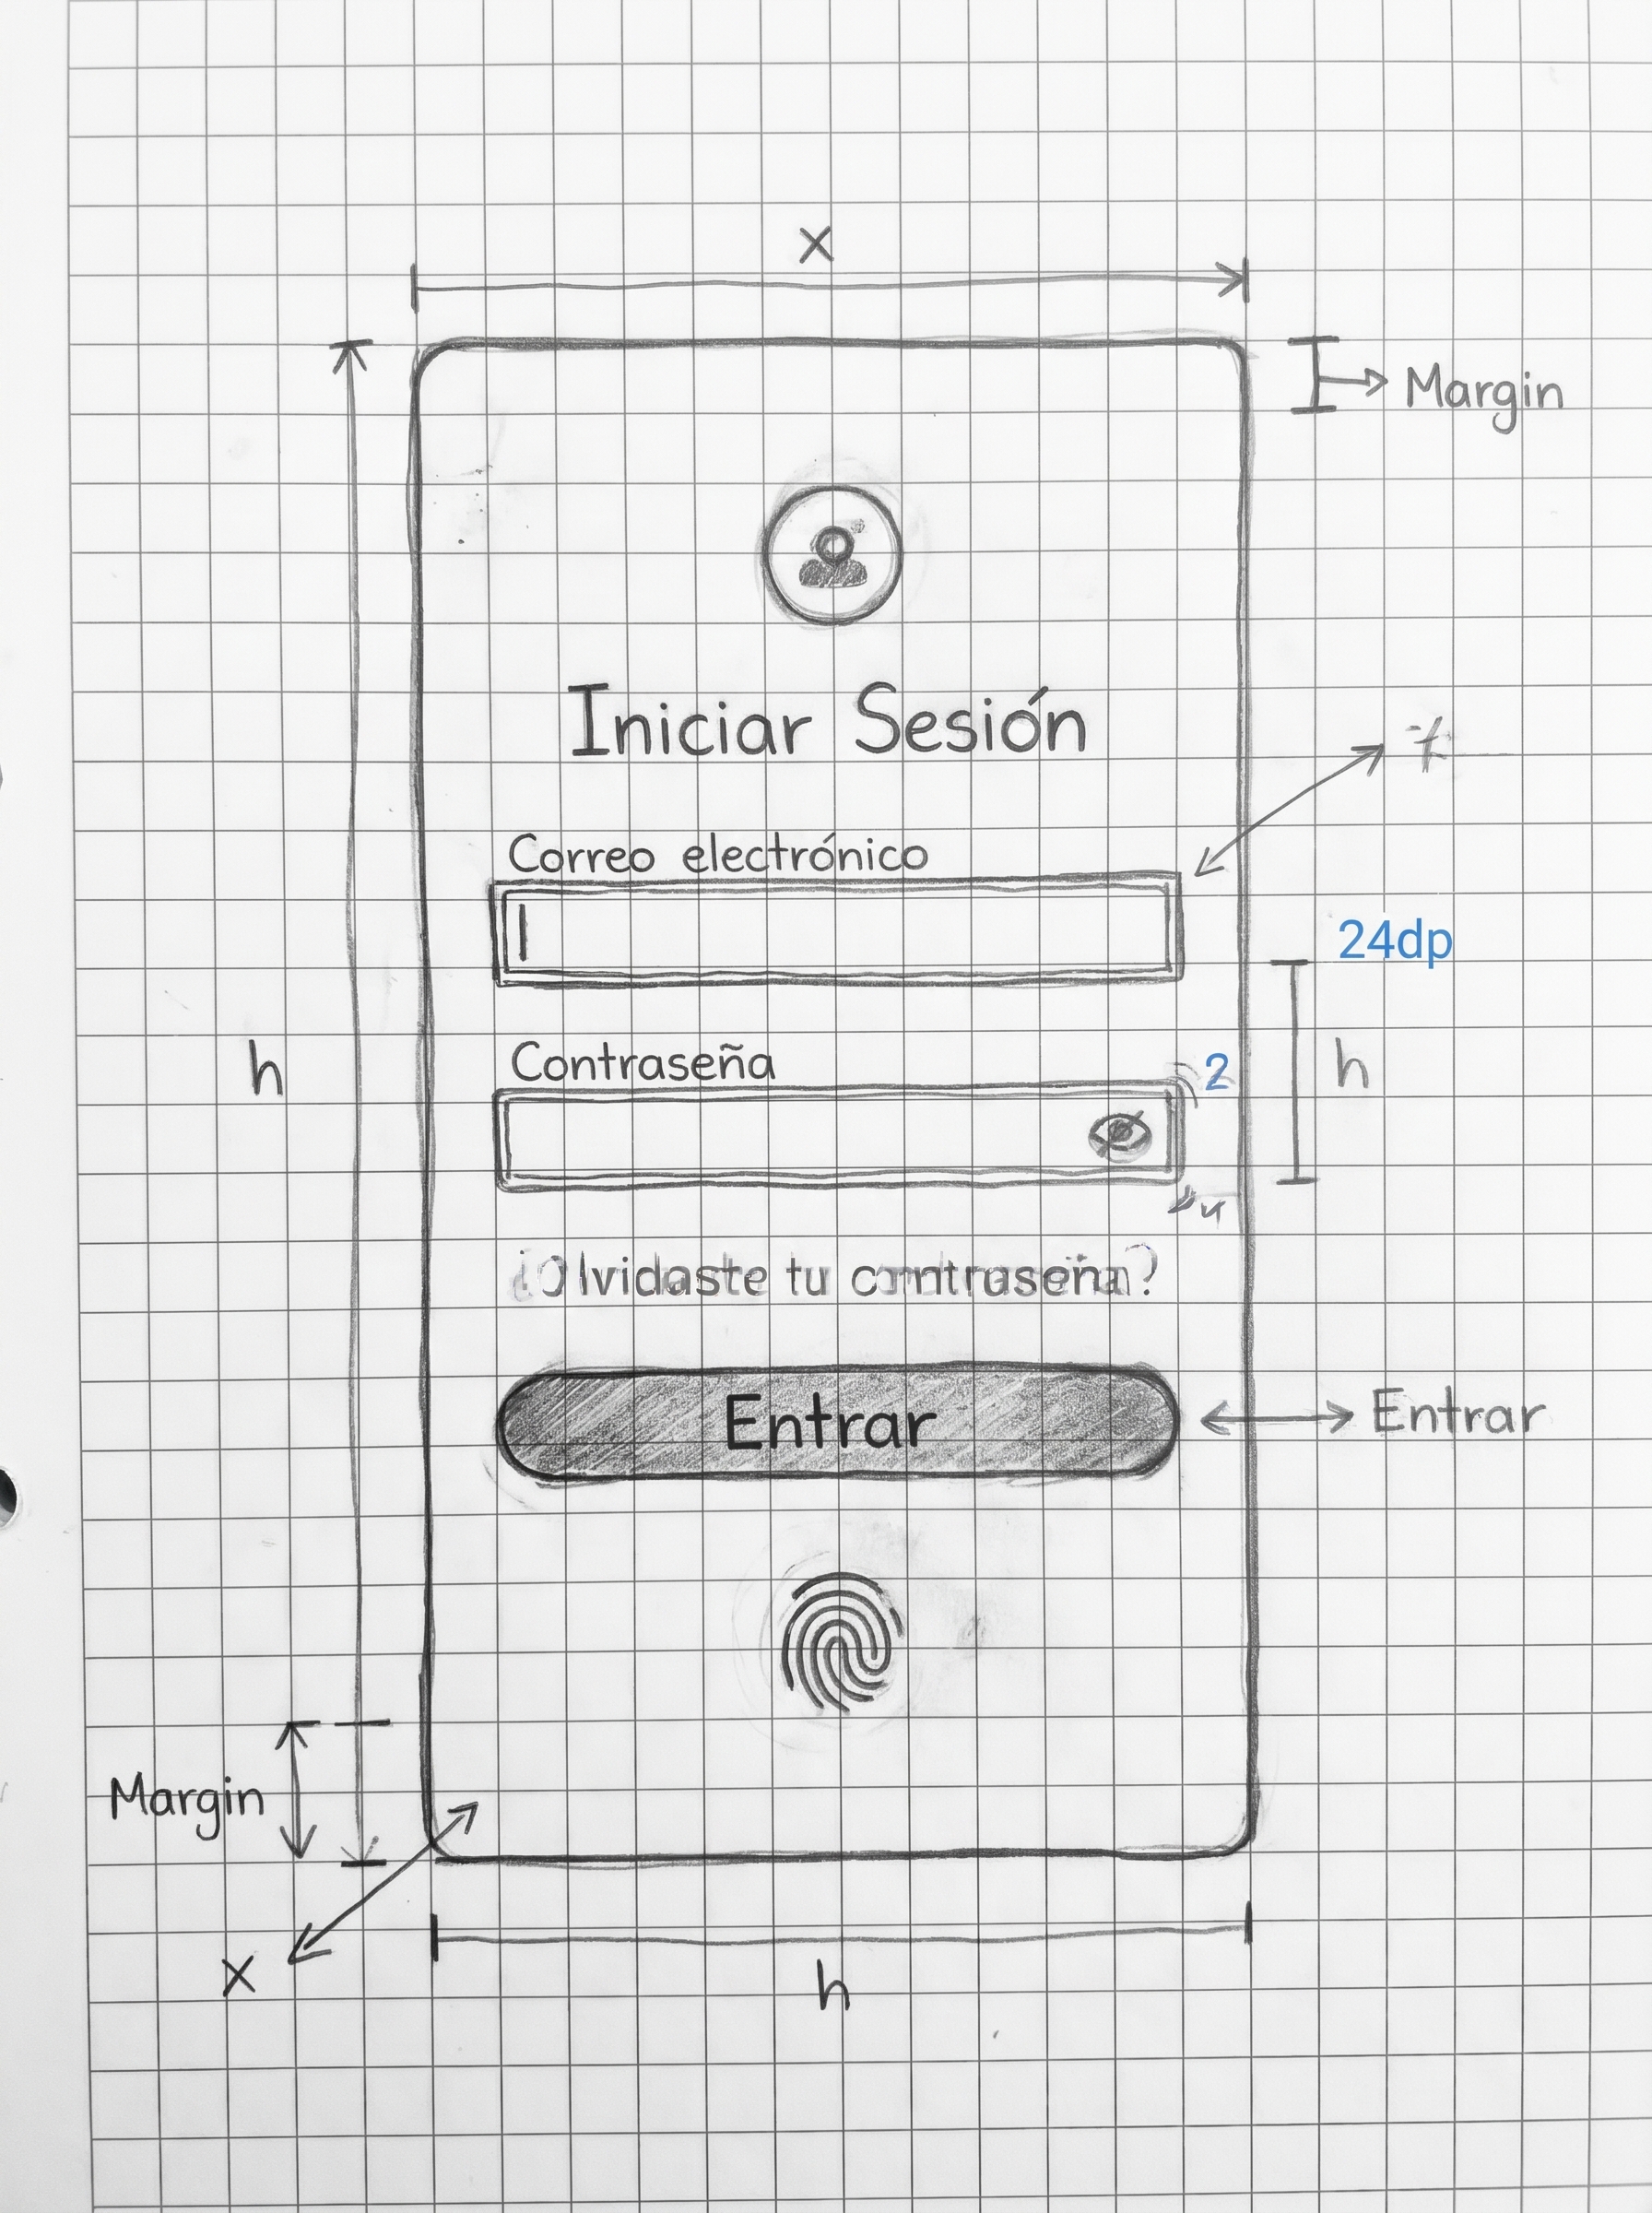 x
Margin
Iniciar Sesión
Correo electrónico
24dp
h
h
Contraseña
2
¿Olvidaste tu contraseña?
Entrar
Entrar
Margin
x
h